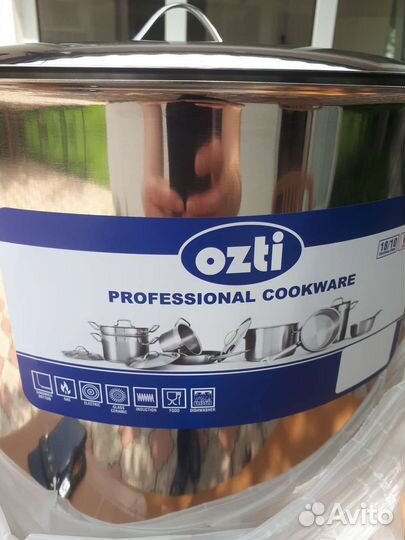 ozti
18/10
PROFESSIONAL COOKWARE
GAS
ELECTRIC
GLASS
CERAMIC
INDUCTION
FOOD
DISHWASHER
Avito